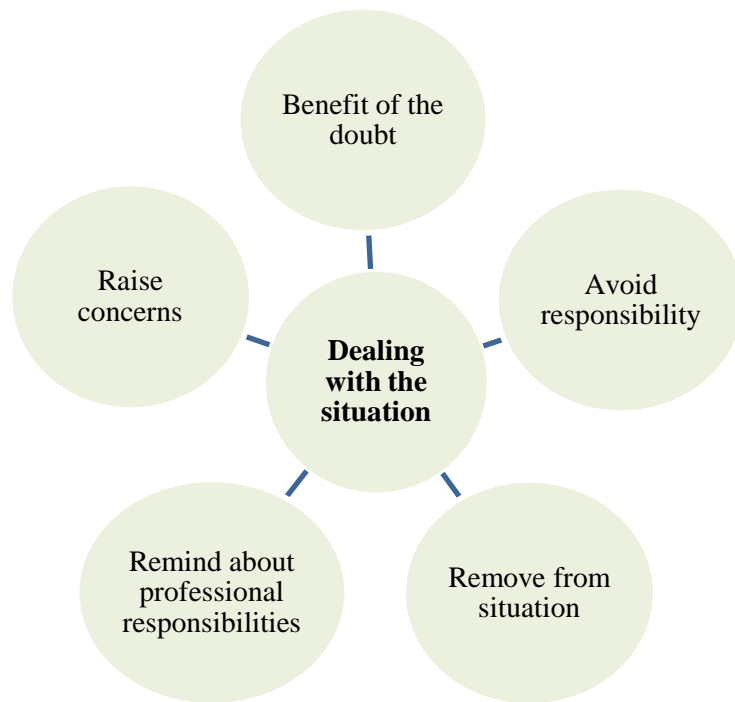 Benefit of the
doubt
Raise
concerns
Avoid
responsibility
Dealing
with the
situation
Remind about
professional
responsibilities
Remove from
situation